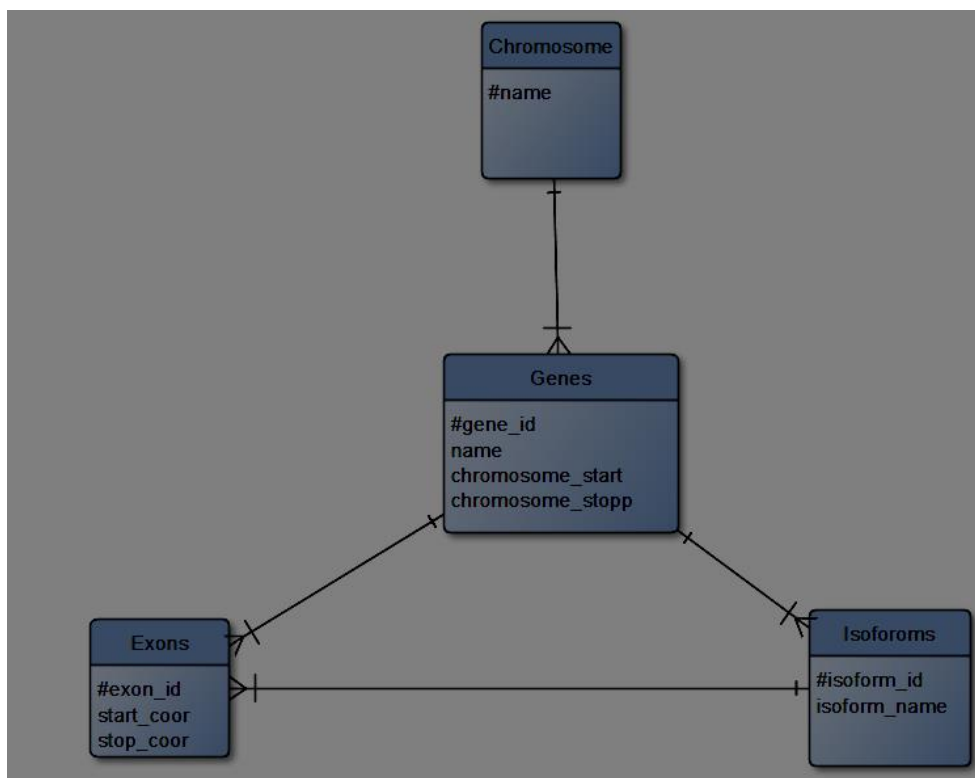 Chromosome
#name
Genes
#gene_id
name
chromosome_start
chromosome_stopp
Exons
#exon_id
start_coor
stop_coor
Isoforoms
#isoform_id
isoform_name